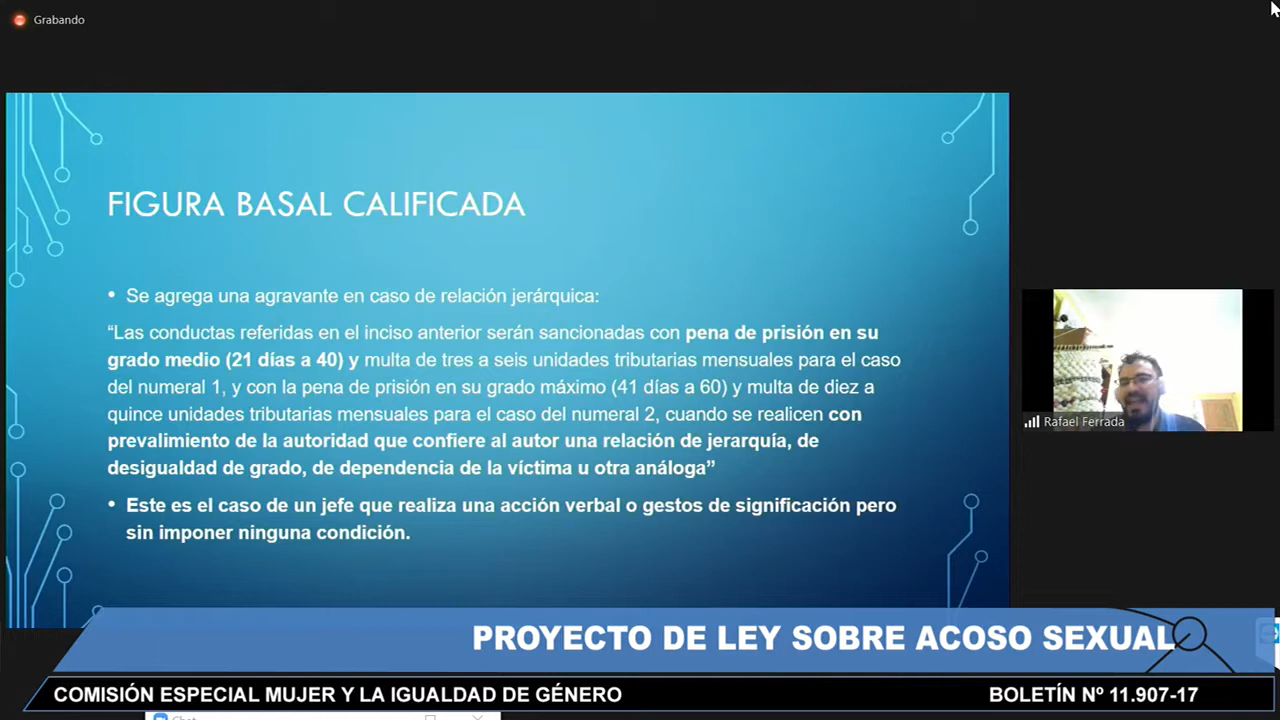 Grabando
FIGURA BASAL CALIFICADA
• Se agrega una agravante en caso de relación jerárquica:
“Las conductas referidas en el inciso anterior serán sancionadas con pena de prisión en su
grado medio (21 días a 40) y multa de tres a seis unidades tributarias mensuales para el caso
del numeral 1, y con la pena de prisión en su grado máximo (41 días a 60) y multa de diez a
quince unidades tributarias mensuales para el caso del numeral 2, cuando se realicen con
prevalimiento de la autoridad que confiere al autor una relación de jerarquía, de
desigualdad de grado, de dependencia de la víctima u otra análoga”
• Este es el caso de un jefe que realiza una acción verbal o gestos de significación pero
sin imponer ninguna condición.
Rafael Ferrada
PROYECTO DE LEY SOBRE ACOSO SEXUAL
COMISIÓN ESPECIAL MUJER Y LA IGUALDAD DE GÉNERO
BOLETÍN Nº 11.907-17